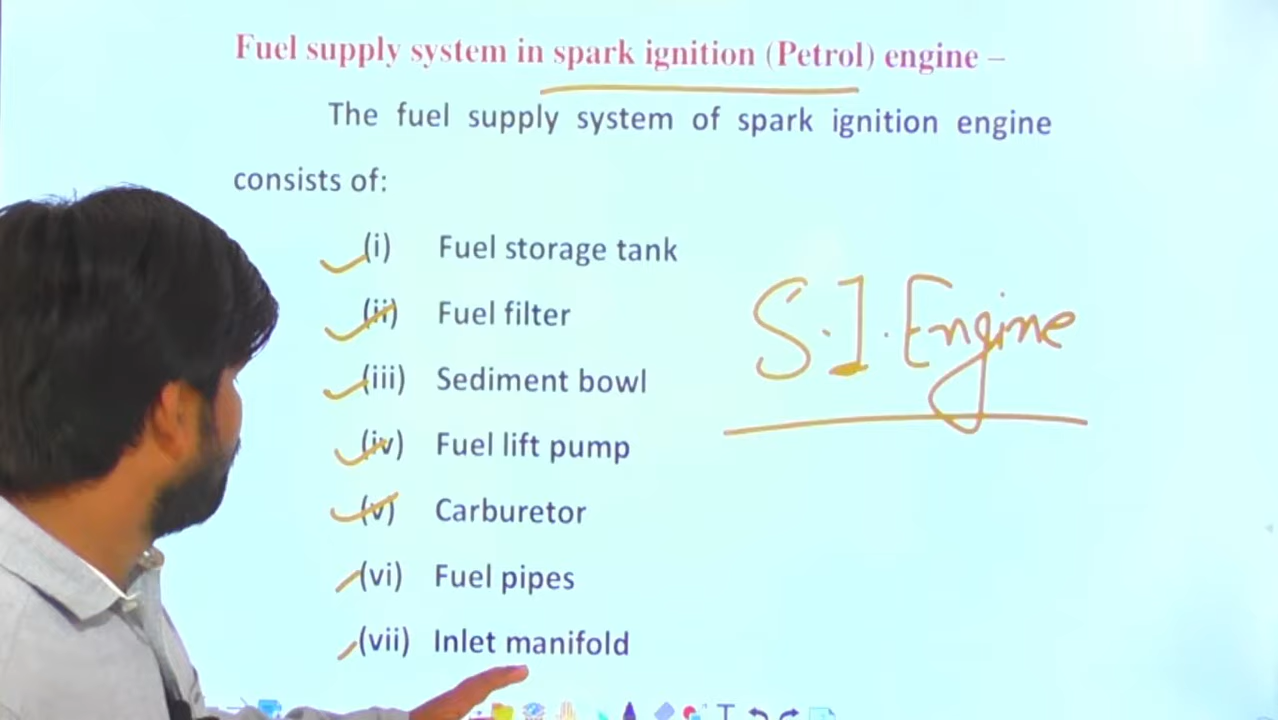 Fuel supply system in spark ignition (Petrol) engine –
The fuel supply system of spark ignition engine
consists of:
(i) Fuel storage tank
(ii) Fuel filter
(iii) Sediment bowl
(iv) Fuel lift pump
(v) Carburetor
(vi) Fuel pipes
(vii) Inlet manifold
S.I. Engine